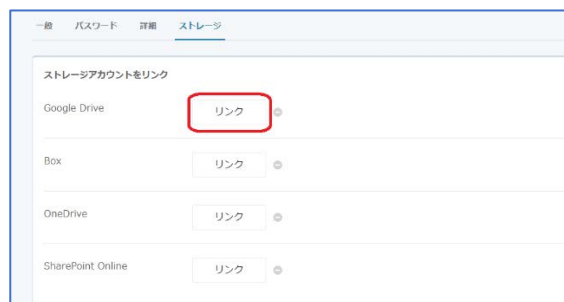 一般 パスワード 詳細 ストレージ
ストレージアカウントをリンク
Google Drive リンク
Box リンク
OneDrive リンク
SharePoint Online リンク